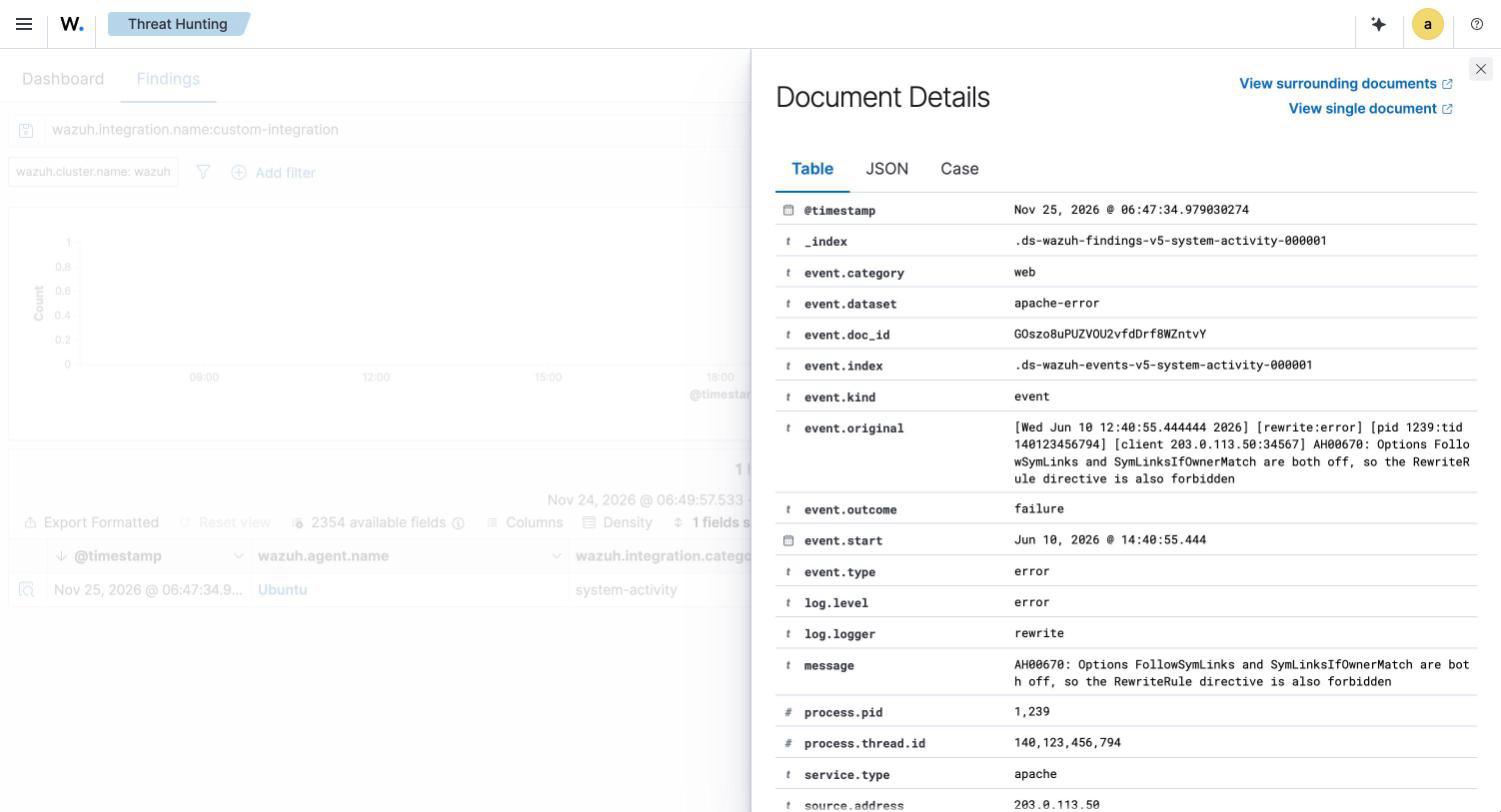 W.
Threat Hunting
a
Dashboard
Findings
wazuh.integration.name:custom-integration
wazuh.cluster.name: wazuh
Add filter
Count
1
0.8
0.6
0.4
0.2
0
09:00
12:00
15:00
18:00
Nov 24, 2026 @ 06:49:57.533 -
Export Formatted
Reset view
2354 available fields
Columns
Density
@timestamp
wazuh.agent.name
Nov 25, 2026 @ 06:47:34.9...
Ubuntu
system-activity
Document Details
View surrounding documents
View single document
Table
JSON
Case
@timestamp Nov 25, 2026 @ 06:47:34.979030274
t _index .ds-wazuh-findings-v5-system-activity-000001
t event.category web
t event.dataset apache-error
t event.doc_id GOszo8uPUZVOU2vfdDrf8WZntvY
t event.index .ds-wazuh-events-v5-system-activity-000001
t event.kind event
t event.original [Wed Jun 10 12:40:55.444444 2026] [rewrite:error] [pid 1239:tid
140123456794] [client 203.0.113.50:34567] AH00670: Options Follo
wSymLinks and SymLinksIfOwnerMatch are both off, so the RewriteR
ule directive is also forbidden
t event.outcome failure
event.start Jun 10, 2026 @ 14:40:55.444
t event.type error
t log.level error
t log.logger rewrite
t message AH00670: Options FollowSymLinks and SymLinksIfOwnerMatch are bot
h off, so the RewriteRule directive is also forbidden
# process.pid 1,239
# process.thread.id 140,123,456,794
t service.type apache
t source.address 203.0.113.50